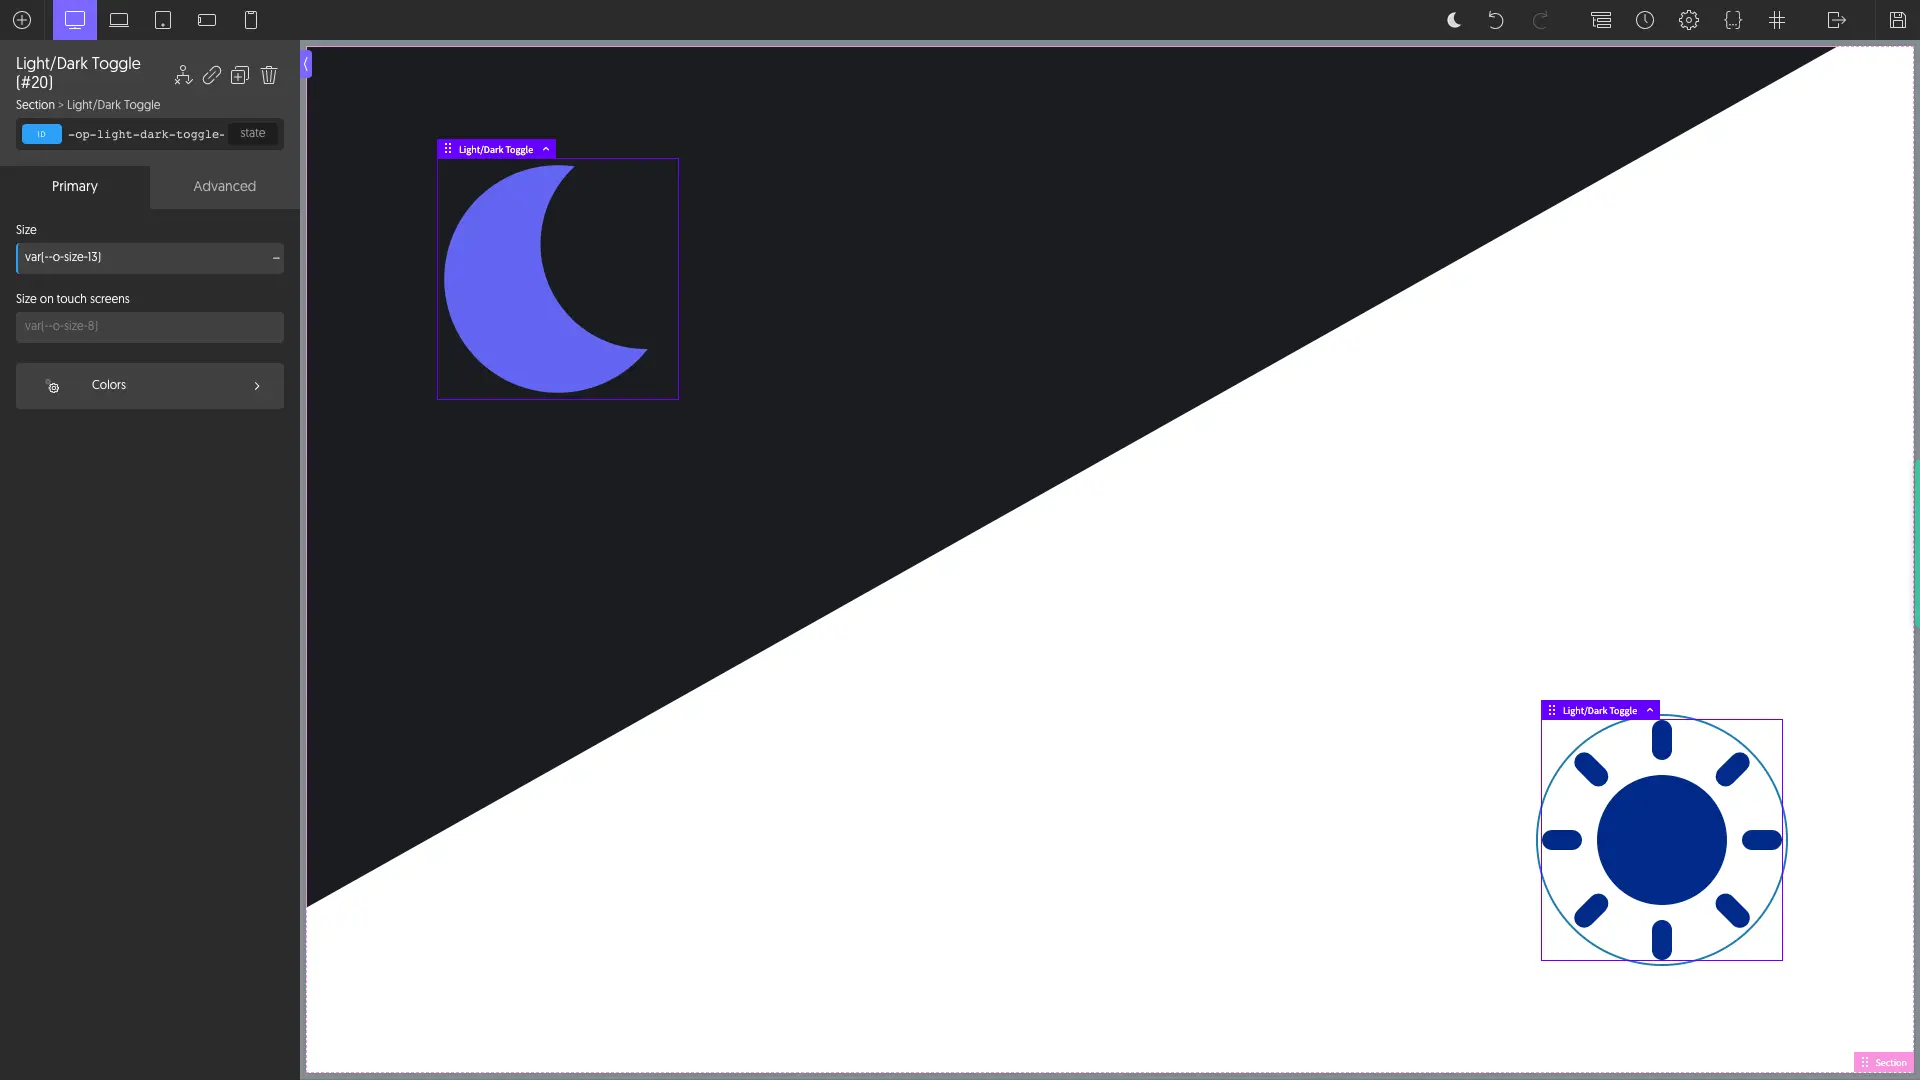 Light/Dark Toggle
(#20)
Section > Light/Dark Toggle
ID
-op-light-dark-toggle-
state
Primary
Advanced
Size
var(--o-size-13)
Size on touch screens
var(--o-size-8)
Colors
Light/Dark Toggle
Light/Dark Toggle
Section